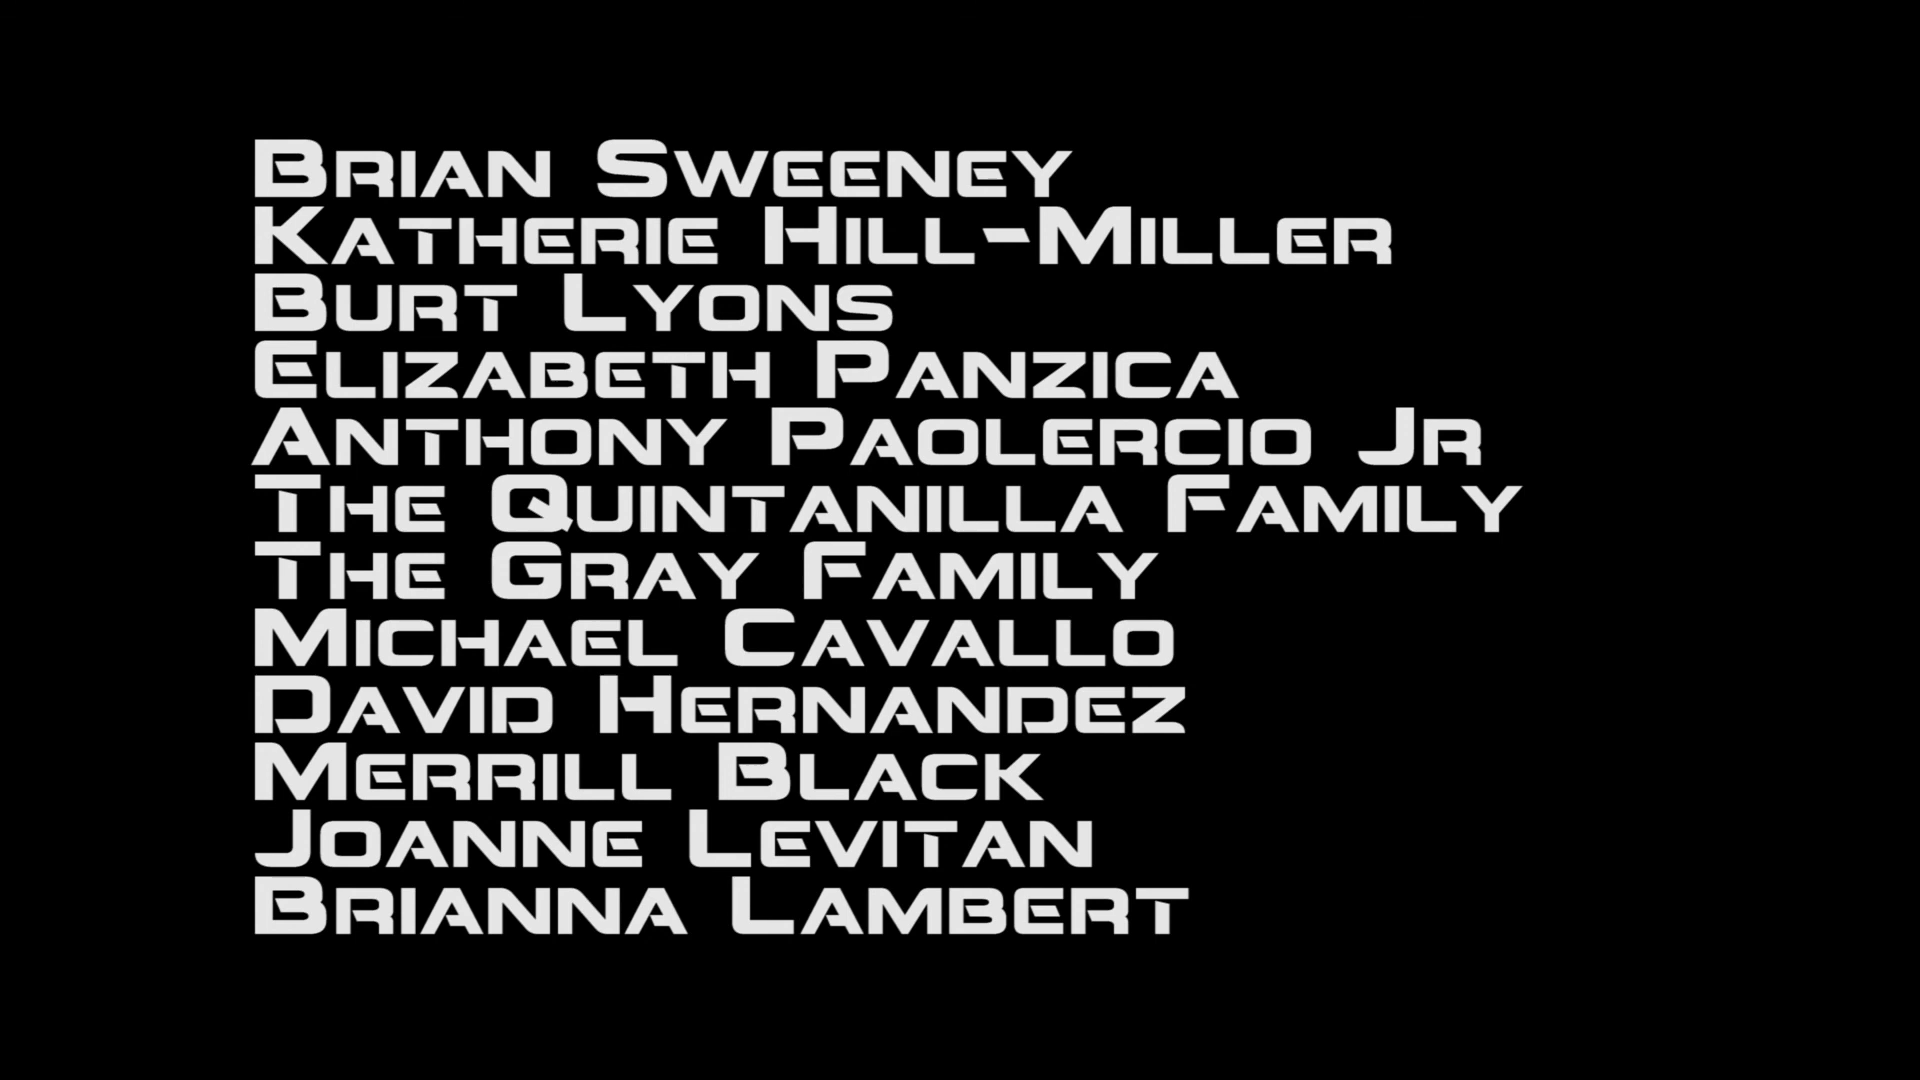 Brian Sweeney
Katherie Hill-Miller
Burt Lyons
Elizabeth Panzica
Anthony Paolercio Jr
The Quintanilla Family
The Gray Family
Michael Cavallo
David Hernandez
Merrill Black
Joanne Levitan
Brianna Lambert